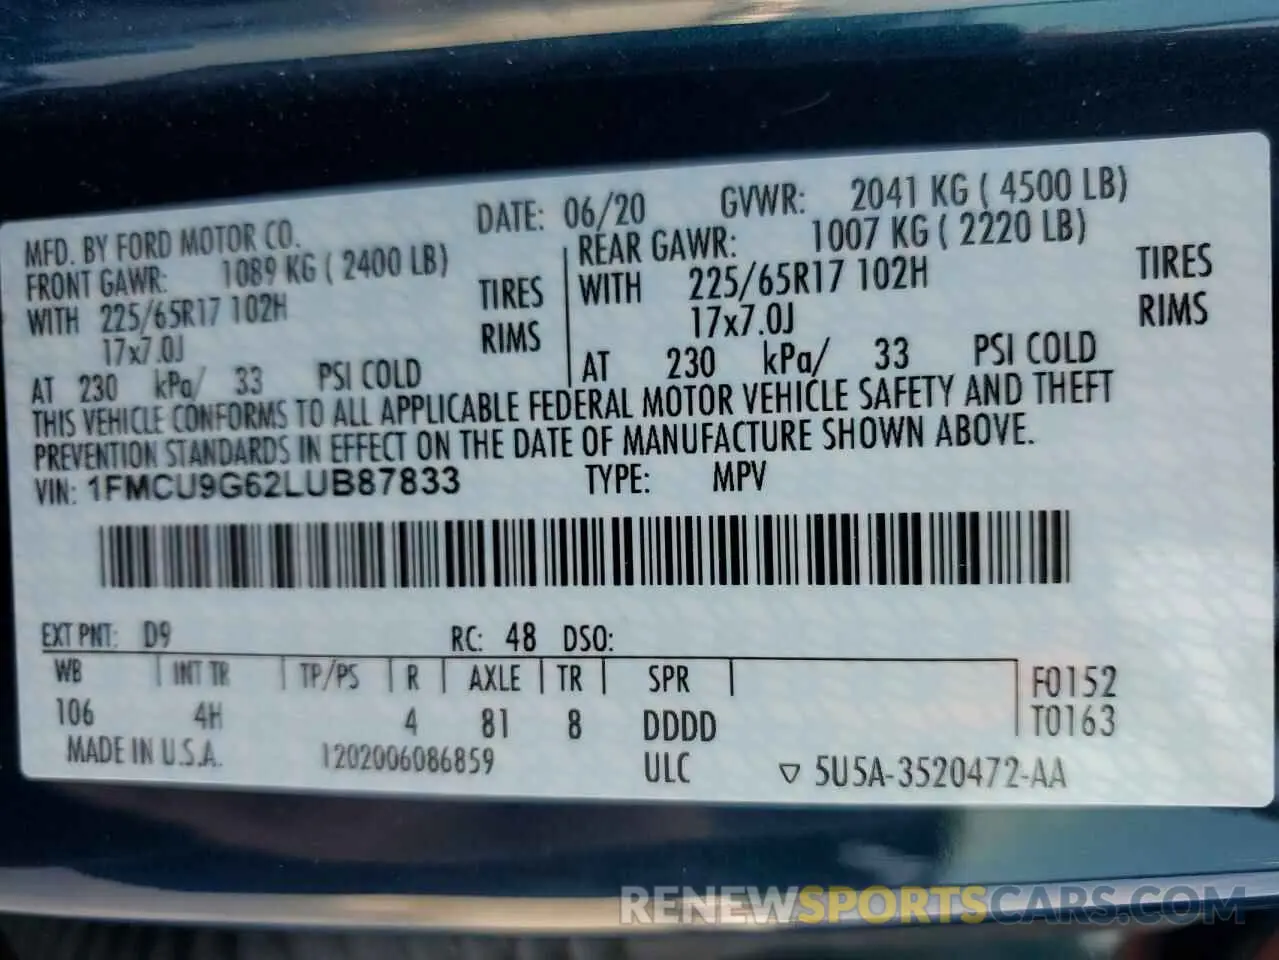 MFD. BY FORD MOTOR CO. DATE: 06/20 GVWR: 2041 KG ( 4500 LB)
FRONT GAWR: 1089 KG ( 2400 LB) REAR GAWR: 1007 KG ( 2220 LB)
WITH 225/65R17 102H TIRES WITH 225/65R17 102H TIRES
17x7.0J RIMS 17x7.0J RIMS
AT 230 kPa/ 33 PSI COLD AT 230 kPa/ 33 PSI COLD
THIS VEHICLE CONFORMS TO ALL APPLICABLE FEDERAL MOTOR VEHICLE SAFETY AND THEFT
PREVENTION STANDARDS IN EFFECT ON THE DATE OF MANUFACTURE SHOWN ABOVE.
VIN: 1FMCU9G62LUB87833 TYPE: MPV
EXT PNT: D9 RC: 48 DSO:
WB INT TR TP/PS R AXLE TR SPR F0152
106 4H 4 81 8 DDDD T0163
MADE IN U.S.A. 1202006086859 ULC ▽ 5U5A-3520472-AA
RENEWSPORTSCARS.COM